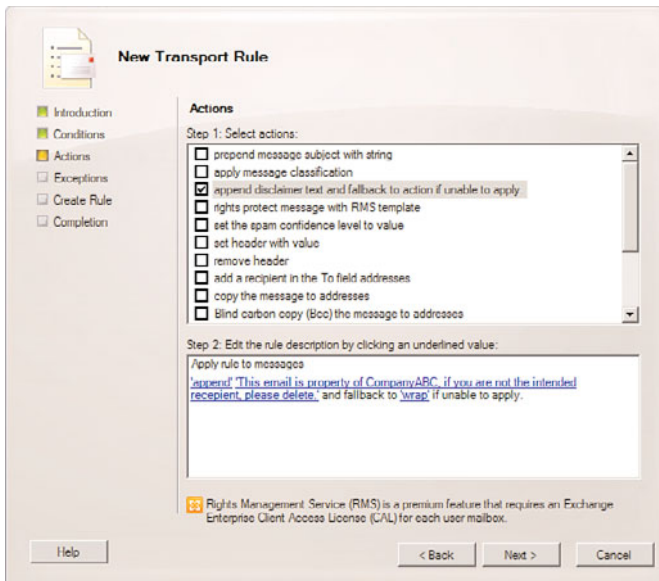 New Transport Rule
Introduction
Conditions
Actions
Exceptions
Create Rule
Completion
Actions
Step 1: Select actions:
prepend message subject with string
apply message classification
append disclaimer text and fallback to action if unable to apply.
rights protect message with RMS template
set the spam confidence level to value
set header with value
remove header
add a recipient in the To field addresses
copy the message to addresses
Blind carbon copy (Bcc) the message to addresses
Step 2: Edit the rule description by clicking an underlined value:
Apply rule to messages
'append' 'This email is property of CompanyABC, if you are not the intended
recepient, please delete.' and fallback to 'wrap' if unable to apply.
Rights Management Service (RMS) is a premium feature that requires an Exchange
Enterprise Client Access License (CAL) for each user mailbox.
Help
< Back
Next >
Cancel